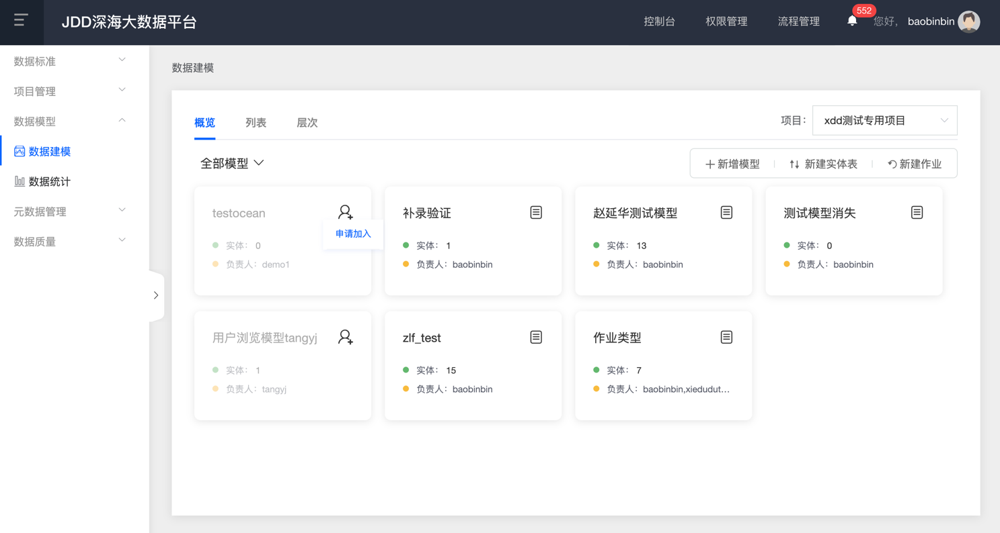 JDD深海大数据平台
控制台 权限管理 流程管理 552 您好, baobinbin
数据标准
项目管理
数据模型
数据建模
数据统计
元数据管理
数据质量
数据建模
概览 列表 层次
项目: xdd测试专用项目
全部模型
新增模型 新建实体表 新建作业
testocean
申请加入
实体: 0
负责人: demo1
补录验证
实体: 1
负责人: baobinbin
赵延华测试模型
实体: 13
负责人: baobinbin
测试模型消失
实体: 0
负责人: baobinbin
用户浏览模型tangyj
实体: 1
负责人: tangyj
zlf_test
实体: 15
负责人: baobinbin
作业类型
实体: 7
负责人: baobinbin,xiedudut...